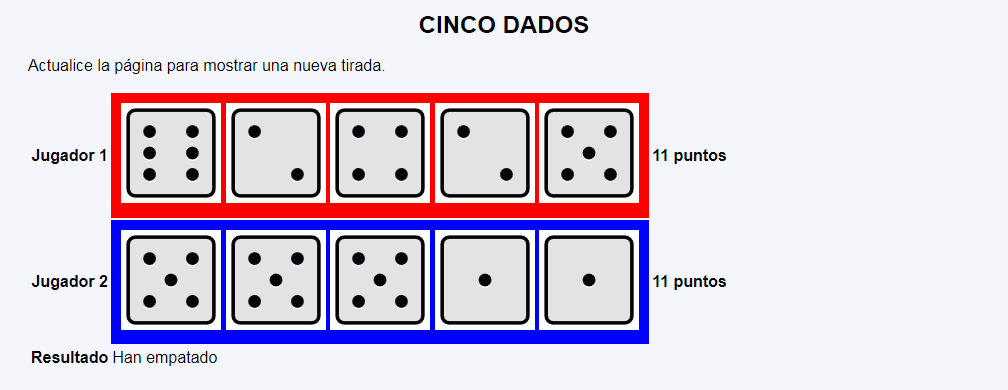 CINCO DADOS
Actualice la página para mostrar una nueva tirada.
Jugador 1 11 puntos
Jugador 2 11 puntos
Resultado Han empatado